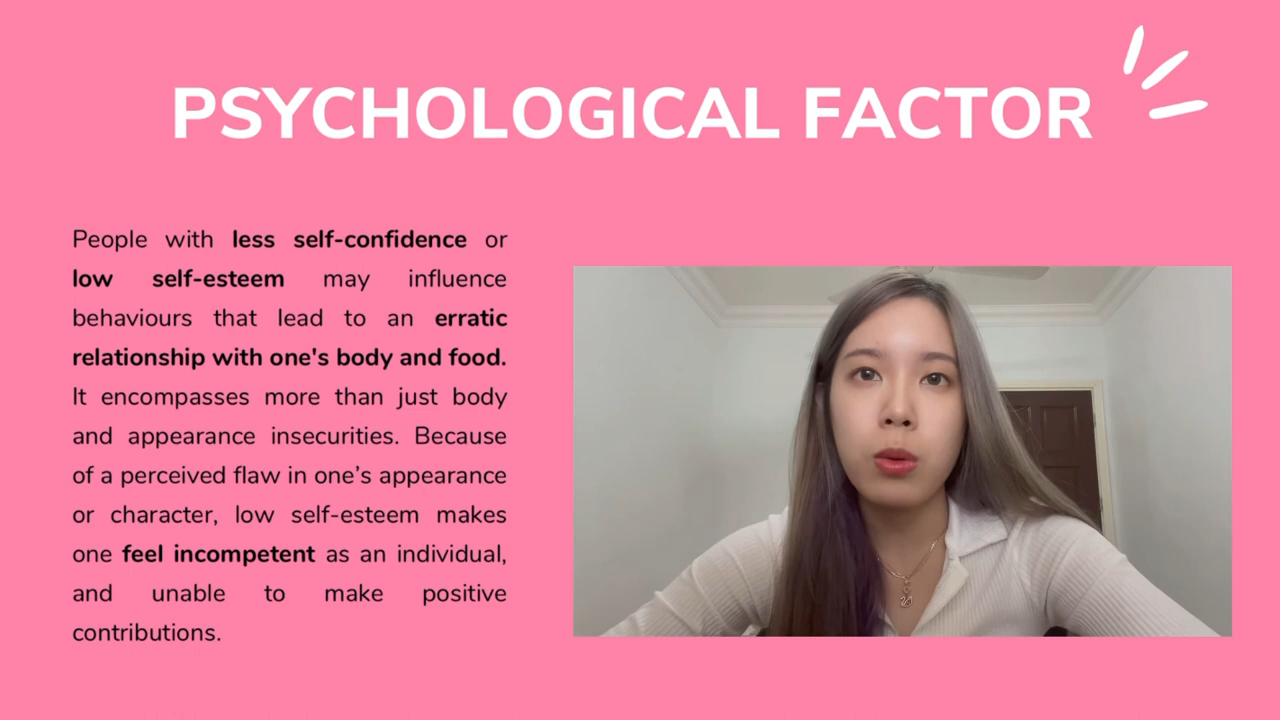 PSYCHOLOGICAL FACTOR
People with less self-confidence or
low self-esteem may influence
behaviours that lead to an erratic
relationship with one's body and food.
It encompasses more than just body
and appearance insecurities. Because
of a perceived flaw in one’s appearance
or character, low self-esteem makes
one feel incompetent as an individual,
and unable to make positive
contributions.